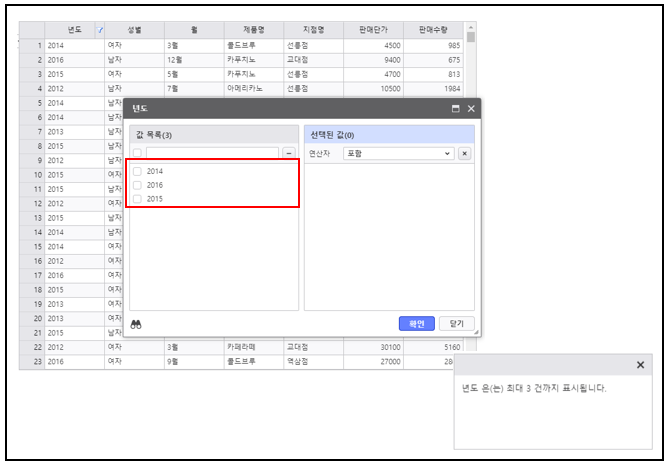 년도 성별 월 제품명 지점명 판매단가 판매수량
1 2014 여자 3월 콜드브루 선릉점 4500 985
2 2016 남자 12월 카푸치노 교대점 9400 675
3 2015 여자 5월 카푸치노 선릉점 4700 813
4 2012 남자 7월 아메리카노 선릉점 10500 1984
5 2014 남자
6 2014 남자
7 2013 남자
8 2015 남자
9 2012 남자
10 2015 여자
11 2015 남자
12 2012 여자
13 2015 남자
14 2015 남자
15 2014 여자
16 2012 여자
17 2016 여자
18 2015 여자
19 2013 여자
20 2013 여자
21 2015 남자
22 2012 여자 3월 카페라떼 교대점 30100 5160
23 2016 여자 9월 콜드브루 역삼점 27000
년도
값 목록(3)
2014
2016
2015
선택된 값(0)
연산자 포함
확인 닫기
년도 은(는) 최대 3 건까지 표시됩니다.